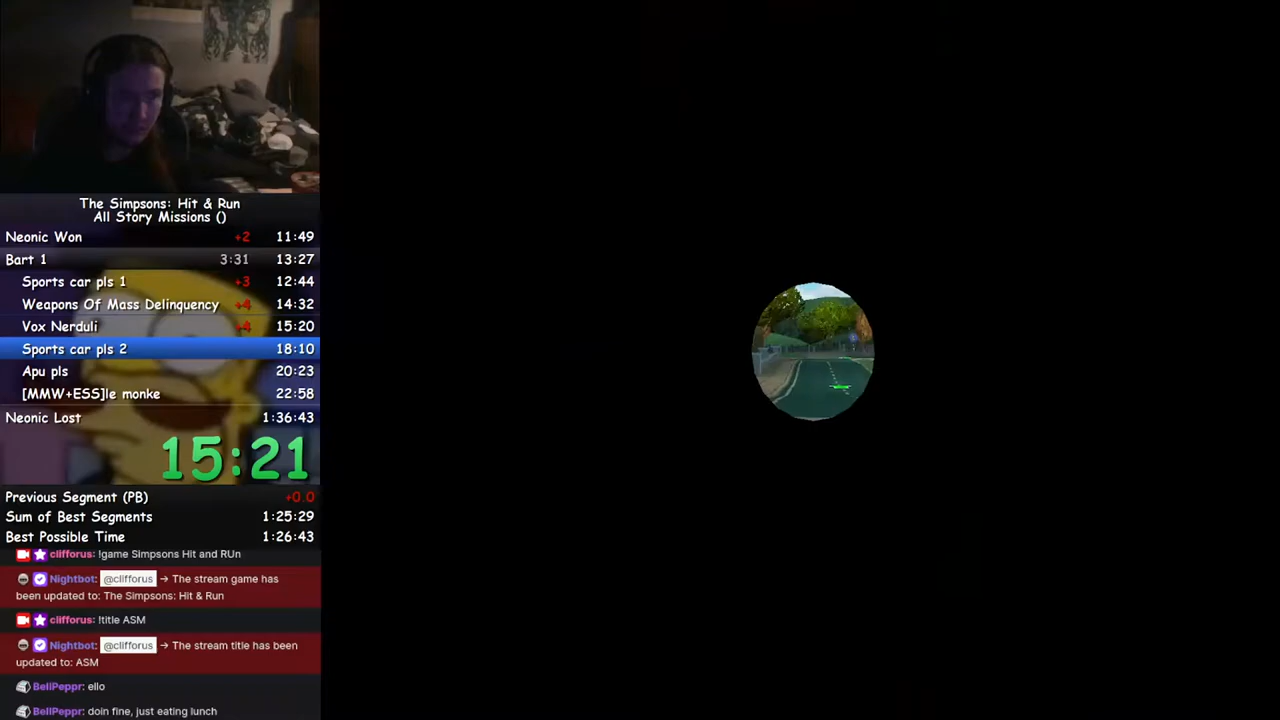 The Simpsons: Hit & Run
All Story Missions ()
Neonic Won +2 11:49
Bart 1 3:31 13:27
Sports car pls 1 +3 12:44
Weapons Of Mass Delinquency +4 14:32
Vox Nerduli +4 15:20
Sports car pls 2 18:10
Apu pls 20:23
[MMW+ESS]le monke 22:58
Neonic Lost 1:36:43
15:21
Previous Segment (PB) +0.0
Sum of Best Segments 1:25:29
Best Possible Time 1:26:43
clifforus: !game Simpsons Hit and RUn
Nightbot: @clifforus → The stream game has
been updated to: The Simpsons: Hit & Run
clifforus: !title ASM
Nightbot: @clifforus → The stream title has been
updated to: ASM
BellPeppr: ello
BellPeppr: doin fine, just eating lunch